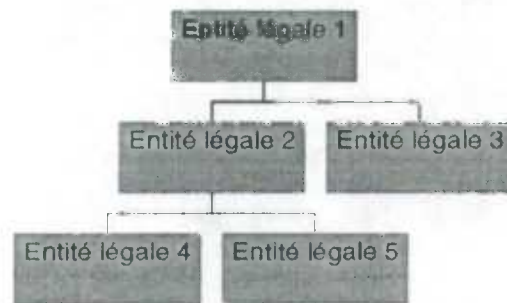 Entité légale 1
Entité légale 2
Entité légale 3
Entité légale 4
Entité légale 5